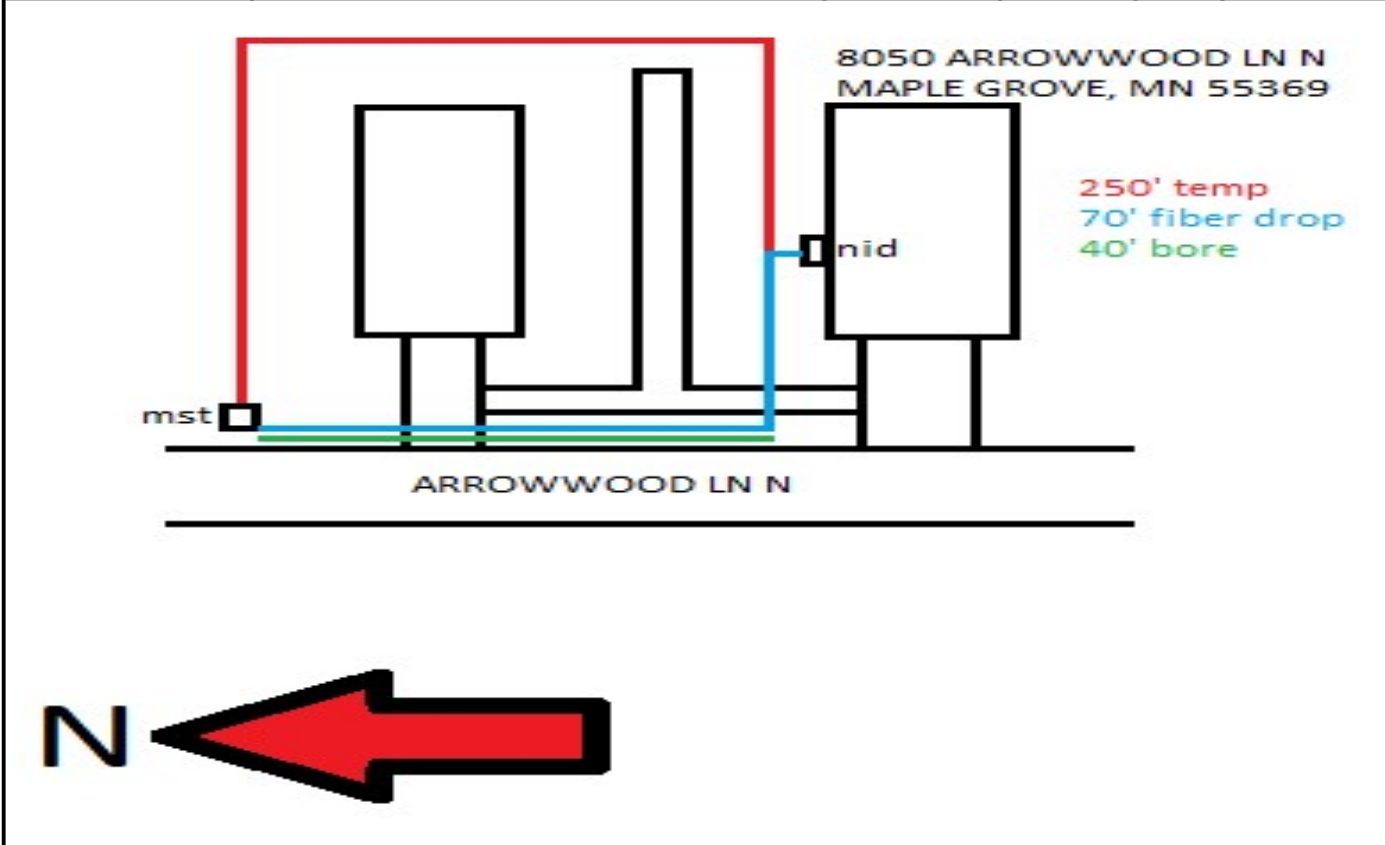 8050 ARROWWOOD LN N
MAPLE GROVE, MN 55369
250' temp
70' fiber drop
40' bore
nid
mst
ARROWWOOD LN N
N